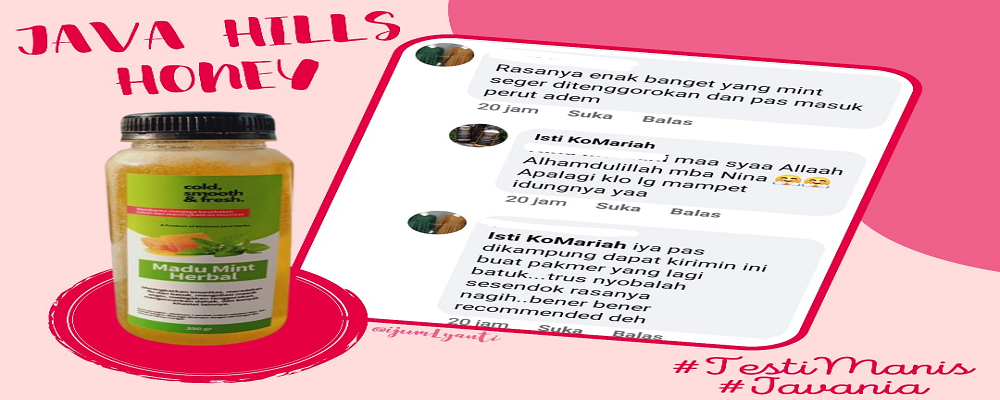 JAVA HILLS
HONEY
cold,
smooth
& fresh.
Madu Mint
Herbal
350 gr
Rasanya enak banget yang mint
seger ditenggorokan dan pas masuk
perut adem
20 jam Suka Balas
Isti KoMariah
maa syaa Allaah
Alhamdulillah mba Nina 🤗🤗
Apalagi klo lg mampet
idungnya yaa
20 jam Suka Balas
Isti KoMariah iya pas
dikampung dapat kirimin ini
buat pakmer yang lagi
batuk...trus nyobalah
sesendok rasanya
nagih..bener bener
recommended deh
20 jam Suka Balas
@ijumLyanti
#TestiManis
#Javania